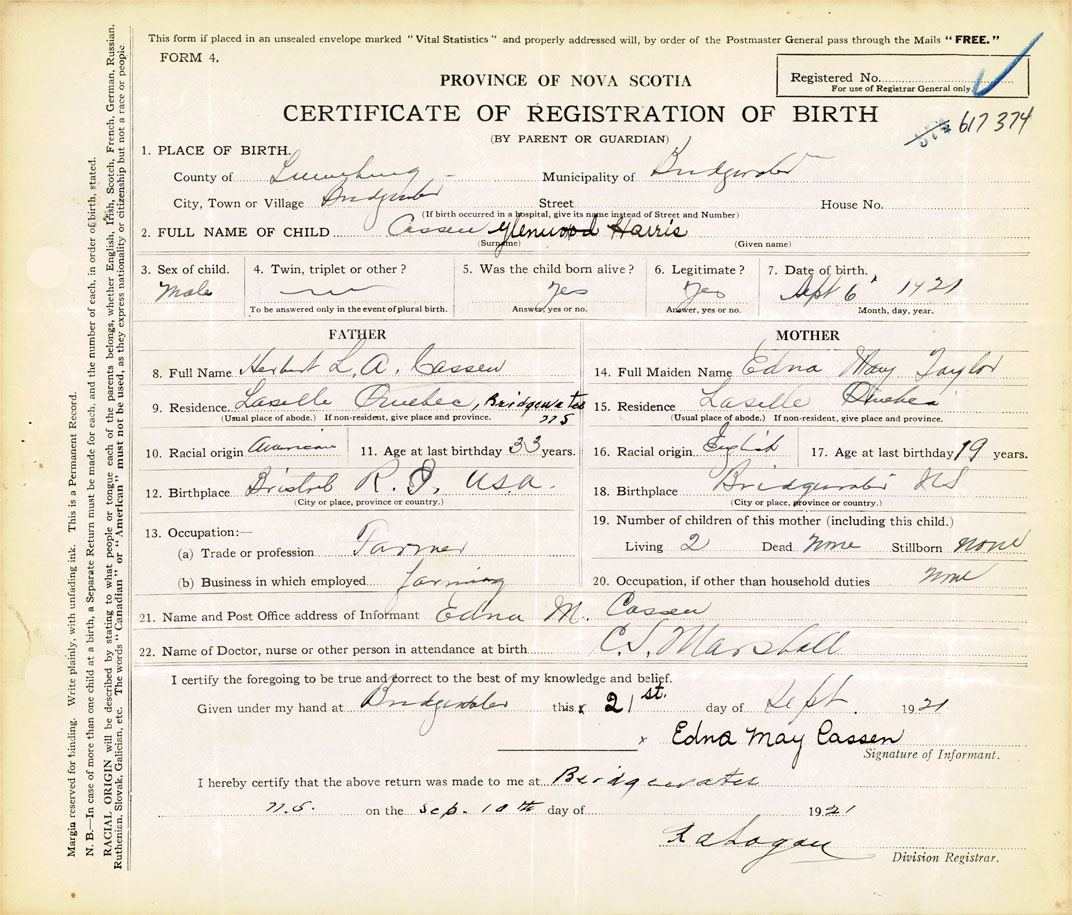 This form if placed in an unsealed envelope marked "Vital Statistics" and properly addressed will, by order of the Postmaster General pass through the Mails "FREE."
FORM 4.
Registered No.
For use of Registrar General only.
PROVINCE OF NOVA SCOTIA
CERTIFICATE OF REGISTRATION OF BIRTH
617 374
(BY PARENT OR GUARDIAN)
1. PLACE OF BIRTH.
County of Lunenburg Municipality of Bridgewater
City, Town or Village Bridgewater Street House No.
(If birth occurred in a hospital, give its name instead of Street and Number)
2. FULL NAME OF CHILD Cassen Glenwood Harris
(Surname) (Given name)
3. Sex of child. 4. Twin, triplet or other? 5. Was the child born alive? 6. Legitimate? 7. Date of birth.
Male yes yes Sept 6 1921
To be answered only in the event of plural birth. Answer, yes or no. Answer, yes or no. Month, day, year.
FATHER
8. Full Name Herbert L. A. Cassen
9. Residence Laselle Quebec, Bridgewater
N S
(Usual place of abode.) If non-resident, give place and province.
10. Racial origin American 11. Age at last birthday 33 years.
12. Birthplace Bristol R. I. U.S.A.
(City or place, province or country.)
13. Occupation:—
(a) Trade or profession Farmer
(b) Business in which employed farming
MOTHER
14. Full Maiden Name Edna May Taylor
15. Residence Laselle Quebec
(Usual place of abode.) If non-resident, give place and province.
16. Racial origin English 17. Age at last birthday 19 years.
18. Birthplace Bridgewater N S
(City or place, province or country.)
19. Number of children of this mother (including this child.)
Living 2 Dead None Stillborn none
20. Occupation, if other than household duties none
21. Name and Post Office address of Informant Edna M. Cassen
22. Name of Doctor, nurse or other person in attendance at birth C. S. Marshall
I certify the foregoing to be true and correct to the best of my knowledge and belief.
Given under my hand at Bridgewater this x 21st. day of Sept. 1921
x Edna May Cassen
Signature of Informant.
I hereby certify that the above return was made to me at Bridgewater
N.S. on the Sep. 10th day of 1921
Division Registrar.
Margin reserved for binding. Write plainly, with unfading ink. This is a Permanent Record.
N. B.—In case of more than one child at a birth, a Separate Return must be made for each, and the number of each, in order of birth, stated.
RACIAL ORIGIN will be described by stating to what people or tongue each of the parents belongs, whether English, Irish, Scotch, French, German, Russian,
Ruthenian, Slovak, Galician, etc. The words "Canadian" or "American" must not be used, as they express nationality or citizenship but not a race or people.